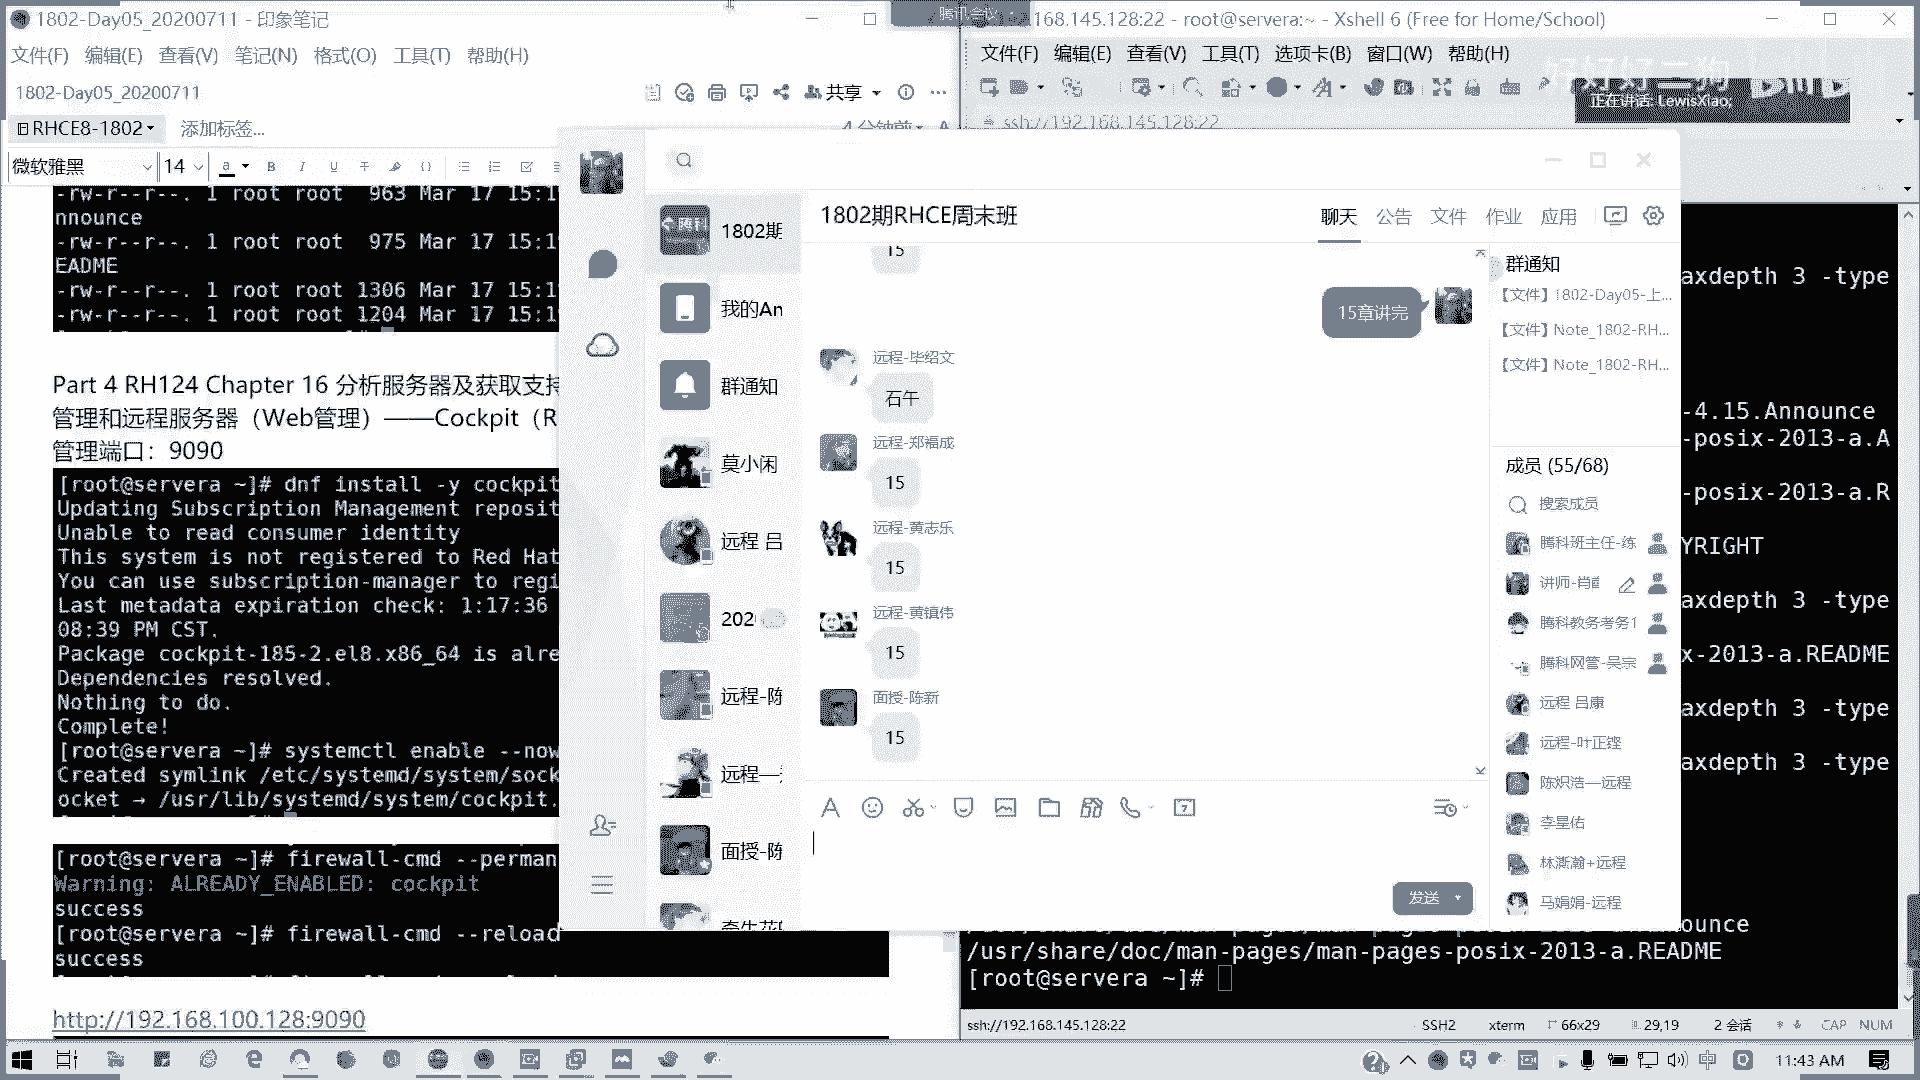 1802-Day05_20200711 - 印象笔记
文件(F) 编辑(E) 查看(V) 笔记(N) 格式(O) 工具(T) 帮助(H)
1802-Day05_20200711
共享
RHCE8-1802
添加标签...
4 分钟前
微软雅黑
14
-rw-r--r--. 1 root root  963 Mar 17 15:1
nnounce
-rw-r--r--. 1 root root  975 Mar 17 15:1
EADME
-rw-r--r--. 1 root root 1306 Mar 17 15:1
-rw-r--r--. 1 root root 1204 Mar 17 15:1
Part 4 RH124 Chapter 16 分析服务器及获取支持
管理和远程服务器（Web管理）——Cockpit（R
管理端口：9090
[root@servera ~]# dnf install -y cockpit
Updating Subscription Management reposit
Unable to read consumer identity
This system is not registered to Red Hat
You can use subscription-manager to regi
Last metadata expiration check: 1:17:36
08:39 PM CST.
Package cockpit-185-2.el8.x86_64 is alre
Dependencies resolved.
Nothing to do.
Complete!
[root@servera ~]# systemctl enable --now
Created symlink /etc/systemd/system/sock
ocket → /usr/lib/systemd/system/cockpit.
[root@servera ~]# firewall-cmd --perman
Warning: ALREADY_ENABLED: cockpit
success
[root@servera ~]# firewall-cmd --reload
success
http://192.168.100.128:9090
腾讯会议
.168.145.128:22 - root@servera:~ - Xshell 6 (Free for Home/School)
文件(F) 编辑(E) 查看(V) 工具(T) 选项卡(B) 窗口(W) 帮助(H)
好好好二狗
正在讲话: LewisXiao;
ssh://192.168.145.128:22
1802期
我的An
群通知
莫小闲
远程 吕
202
远程-陈
远程—
面授-陈
1802期RHCE周末班
聊天 公告 文件 作业 应用
15
15章讲完
远程-毕绍文
石午
远程-郑福成
15
远程-黄志乐
15
远程-黄镇伟
15
面授-陈新
15
发送
群通知
【文件】1802-Day05-上...
【文件】Note_1802-RH...
【文件】Note_1802-RH...
成员 (55/68)
搜索成员
腾科班主任-练
讲师-肖
腾科教务考务1
腾科网管-吴宗
远程 吕康
远程-叶正铿
陈炽浩—远程
李星佑
林澌瀚+远程
马娟娟-远程
axdepth 3 -type
-4.15.Announce
-posix-2013-a.A
-posix-2013-a.R
YRIGHT
axdepth 3 -type
x-2013-a.README
axdepth 3 -type
axdepth 3 -type
/usr/share/doc/man-pages/man-pages-posix-2013-a.README
[root@servera ~]#
ssh://192.168.145.128:22
SSH2
xterm
66x29
29,19
2 会话
CAP NUM
中
11:43 AM